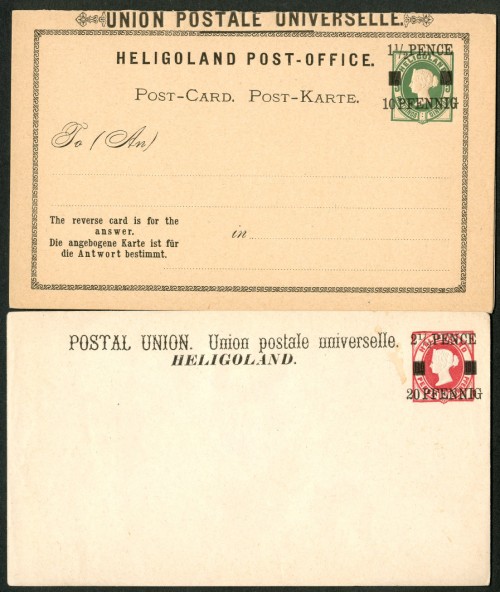 UNION POSTALE UNIVERSELLE.
HELIGOLAND POST-OFFICE.
1½ PENCE
HELIGOLAND
10 PFENNIG
POST-CARD. POST-KARTE.
To (An)
The reverse card is for the
answer.
Die angebogene Karte ist für
die Antwort bestimmt.
in
POSTAL UNION. Union postale universelle.
HELIGOLAND.
2½ PENCE
20 PFENNIG